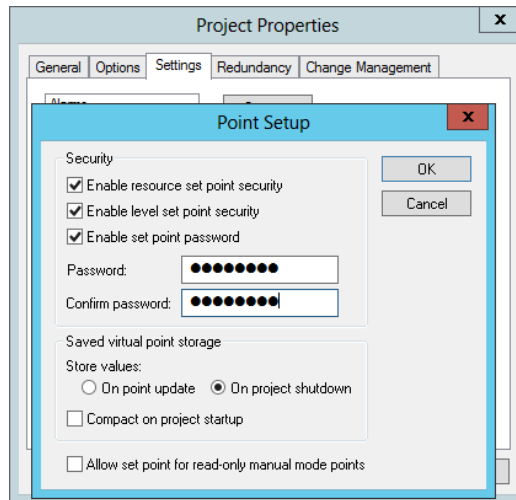 Project Properties
x
General Options Settings Redundancy Change Management
Name
Point Setup
x
Security
OK
Enable resource set point security
Enable level set point security
Cancel
Enable set point password
Password: ●●●●●●●●
Confirm password: ●●●●●●●●
Saved virtual point storage
Store values:
On point update On project shutdown
Compact on project startup
Allow set point for read-only manual mode points